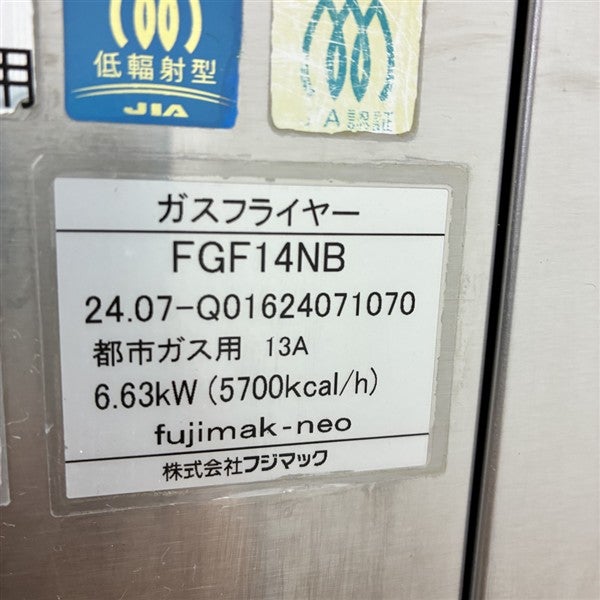 用
低輻射型
JIA
ガスフライヤー
FGF14NB
24.07-Q01624071070
都市ガス用 13A
6.63kW (5700kcal/h)
fujimak-neo
株式会社フジマック